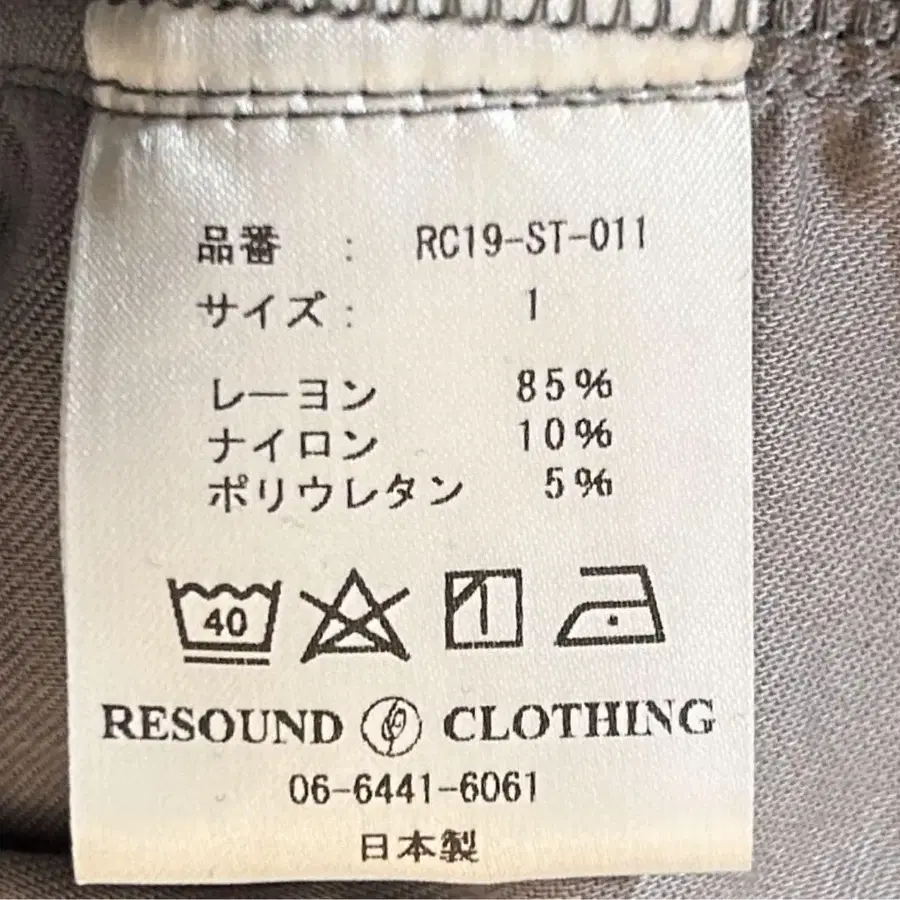 品番 : RC19-ST-011
サイズ: 1
レーヨン 85%
ナイロン 10%
ポリウレタン 5%
40
RESOUND CLOTHING
06-6441-6061
日本製